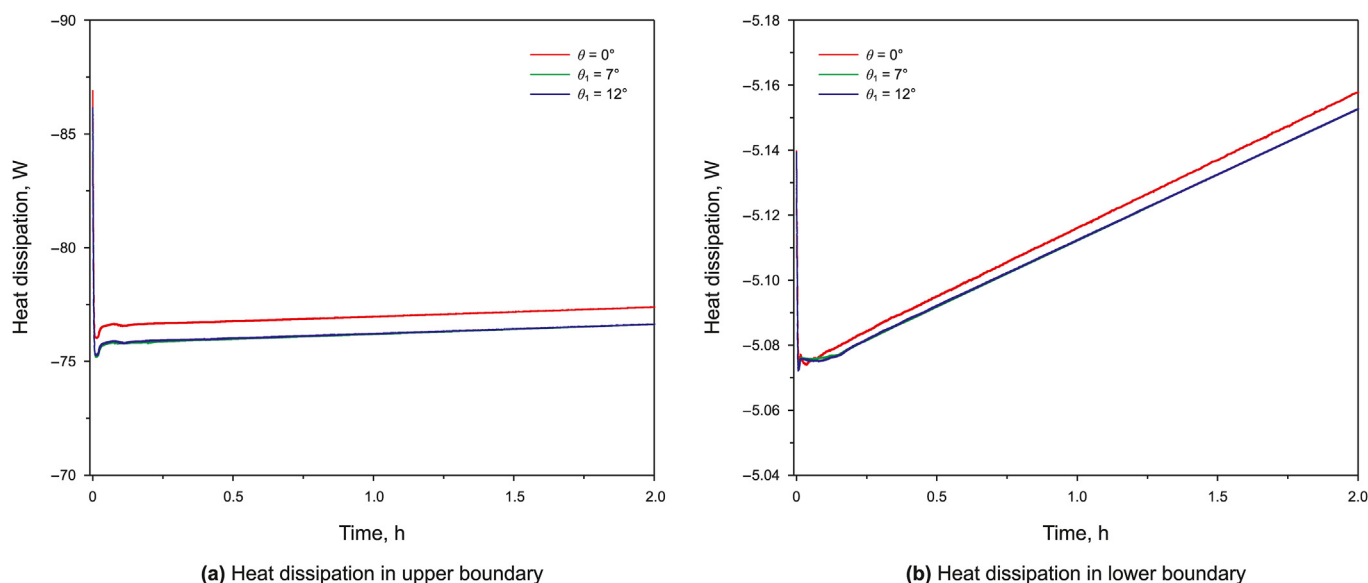 −90
−85
−80
−75
−70
Heat dissipation, W
θ = 0°
θ₁ = 7°
θ₁ = 12°
0
0.5
1.0
1.5
2.0
Time, h
(a) Heat dissipation in upper boundary
−5.18
−5.16
−5.14
−5.12
−5.10
−5.08
−5.06
−5.04
Heat dissipation, W
θ = 0°
θ₁ = 7°
θ₁ = 12°
0
0.5
1.0
1.5
2.0
Time, h
(b) Heat dissipation in lower boundary